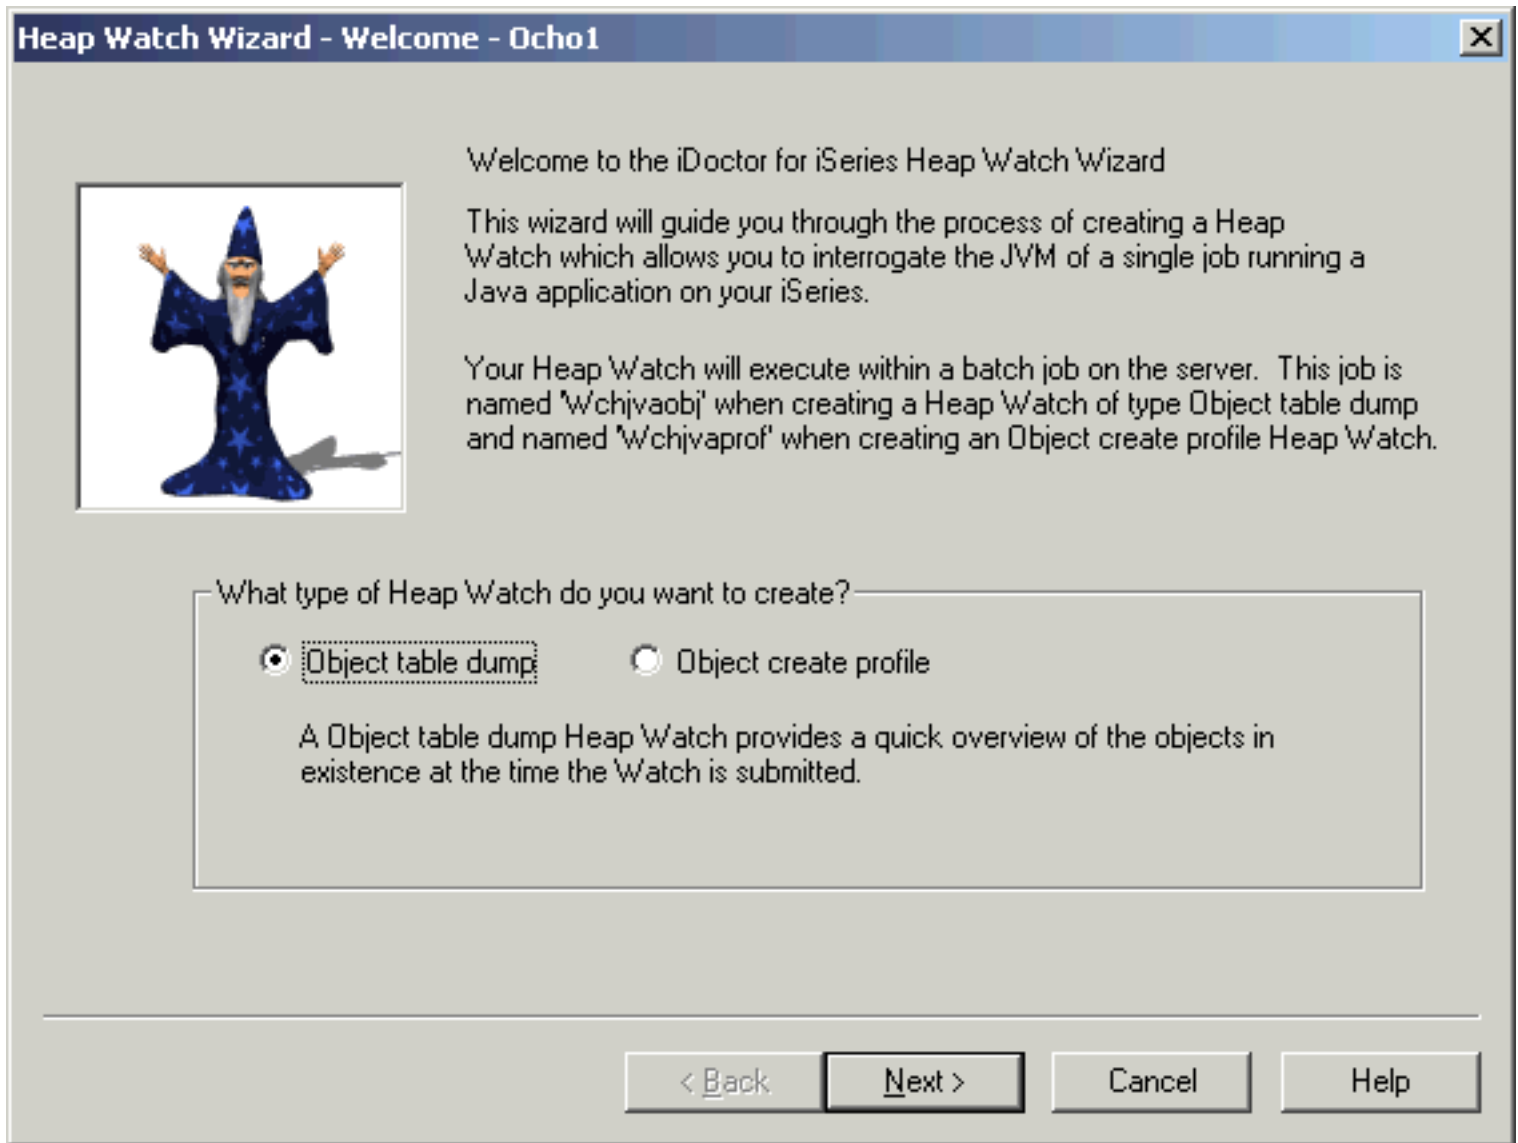 Heap Watch Wizard - Welcome - Ocho1
Welcome to the iDoctor for iSeries Heap Watch Wizard
This wizard will guide you through the process of creating a Heap
Watch which allows you to interrogate the JVM of a single job running a
Java application on your iSeries.
Your Heap Watch will execute within a batch job on the server.  This job is
named 'Wchjvaobj' when creating a Heap Watch of type Object table dump
and named 'Wchjvaprof' when creating an Object create profile Heap Watch.
What type of Heap Watch do you want to create?
Object table dump Object create profile
A Object table dump Heap Watch provides a quick overview of the objects in
existence at the time the Watch is submitted.
< Back Next > Cancel Help